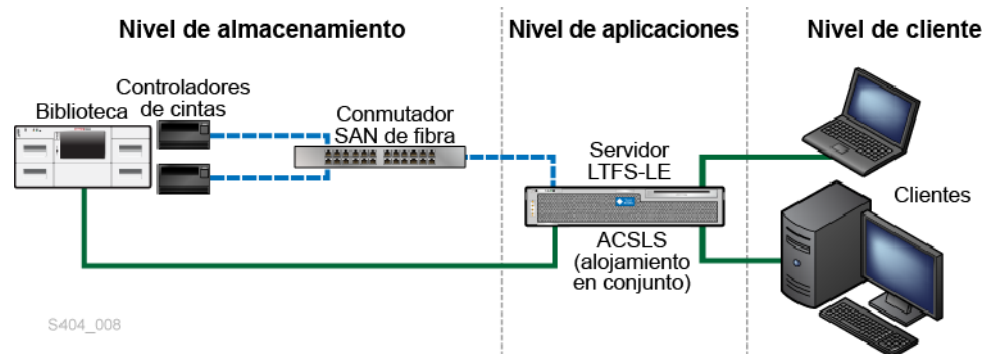 Nivel de almacenamiento
Nivel de aplicaciones
Nivel de cliente
Biblioteca
Controladores
de cintas
Conmutador
SAN de fibra
Servidor
LTFS-LE
ACSLS
(alojamiento
en conjunto)
Clientes
S404_008